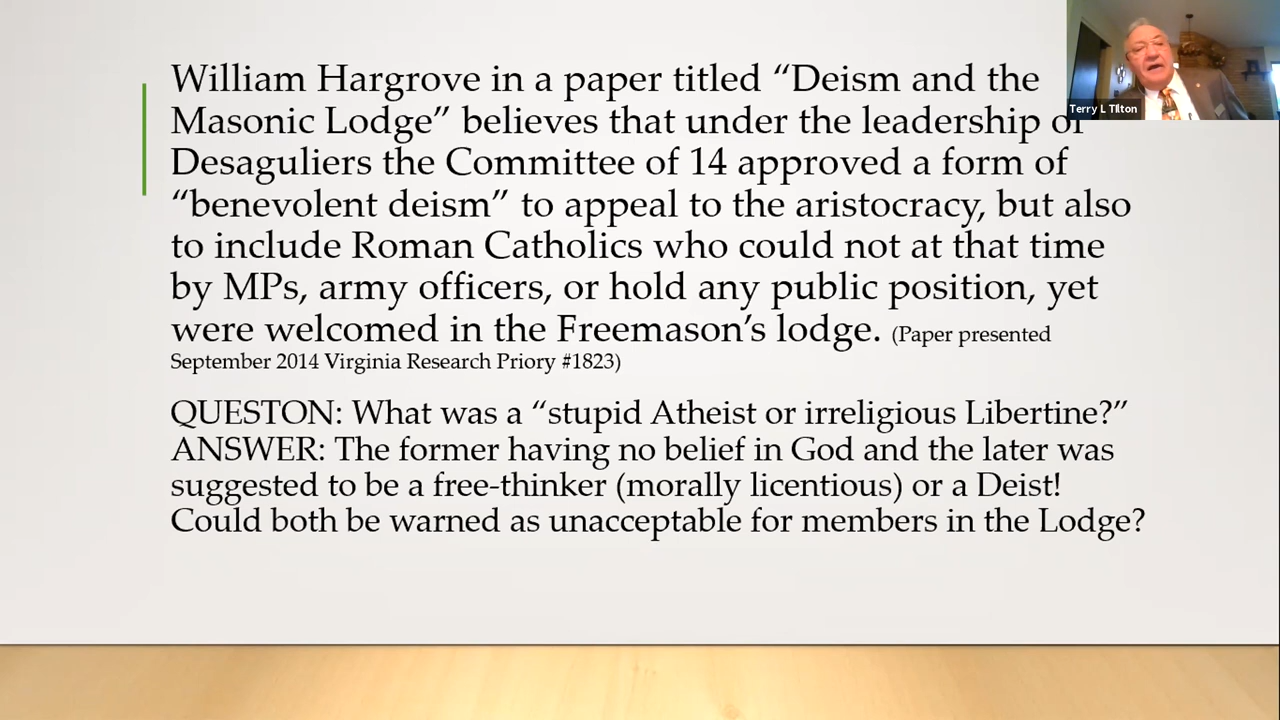 William Hargrove in a paper titled “Deism and the
Masonic Lodge” believes that under the leadership of
Desaguliers the Committee of 14 approved a form of
“benevolent deism” to appeal to the aristocracy, but also
to include Roman Catholics who could not at that time
by MPs, army officers, or hold any public position, yet
were welcomed in the Freemason’s lodge. (Paper presented
September 2014 Virginia Research Priory #1823)
QUESTON: What was a “stupid Atheist or irreligious Libertine?”
ANSWER: The former having no belief in God and the later was
suggested to be a free-thinker (morally licentious) or a Deist!
Could both be warned as unacceptable for members in the Lodge?
Terry L Tilton